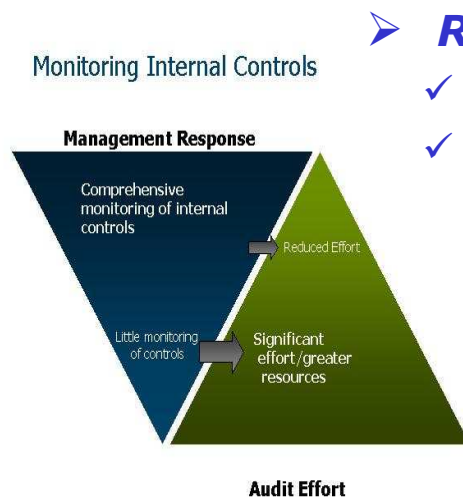 Monitoring Internal Controls
Management Response
Comprehensive
monitoring of internal
controls
Reduced Effort
Little monitoring
of controls
Significant
effort/greater
resources
Audit Effort
R